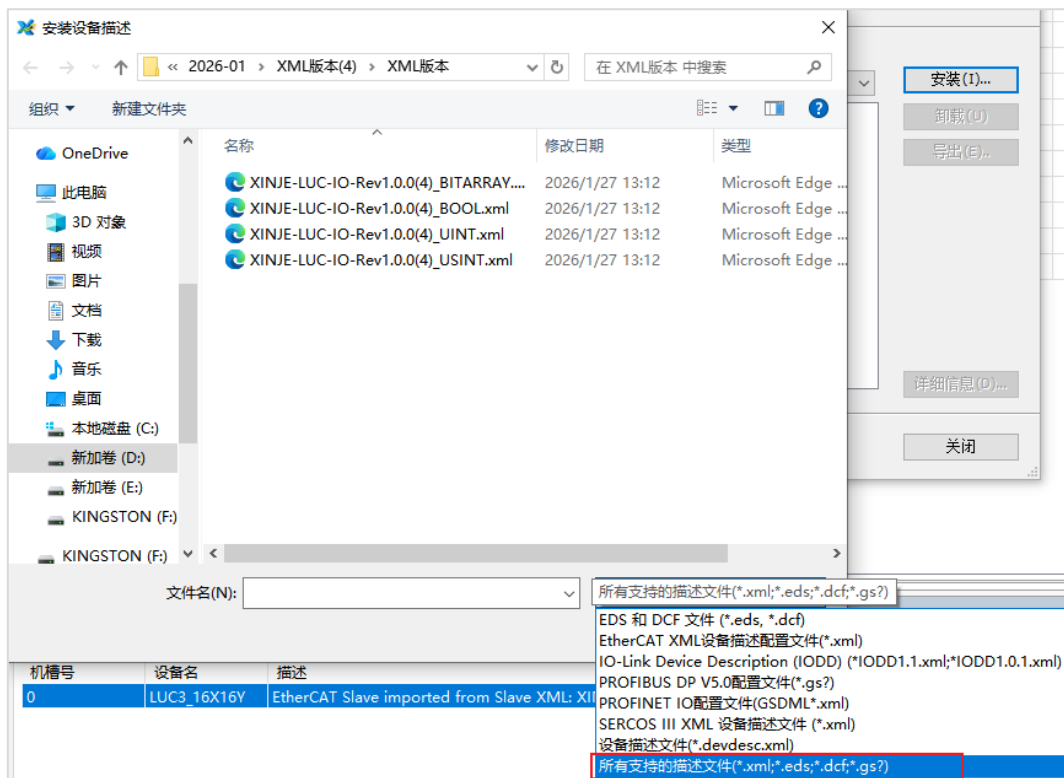 安装设备描述
« 2026-01 › XML版本(4) › XML版本
在 XML版本 中搜索
安装(I)...
组织 新建文件夹
卸载(U)
导出(E)..
OneDrive
此电脑
3D 对象
视频
图片
文档
下载
音乐
桌面
本地磁盘 (C:)
新加卷 (D:)
新加卷 (E:)
KINGSTON (F:)
KINGSTON (F:)
名称 修改日期 类型
XINJE-LUC-IO-Rev1.0.0(4)_BITARRAY.... 2026/1/27 13:12 Microsoft Edge ...
XINJE-LUC-IO-Rev1.0.0(4)_BOOL.xml 2026/1/27 13:12 Microsoft Edge ...
XINJE-LUC-IO-Rev1.0.0(4)_UINT.xml 2026/1/27 13:12 Microsoft Edge ...
XINJE-LUC-IO-Rev1.0.0(4)_USINT.xml 2026/1/27 13:12 Microsoft Edge ...
详细信息(D)...
关闭
文件名(N):
所有支持的描述文件(*.xml;*.eds;*.dcf;*.gs?)
EDS 和 DCF 文件 (*.eds, *.dcf)
EtherCAT XML设备描述配置文件(*.xml)
IO-Link Device Description (IODD) (*IODD1.1.xml;*IODD1.0.1.xml)
PROFIBUS DP V5.0配置文件(*.gs?)
PROFINET IO配置文件(GSDML*.xml)
SERCOS III XML 设备描述文件 (*.xml)
设备描述文件(*.devdesc.xml)
所有支持的描述文件(*.xml;*.eds;*.dcf;*.gs?)
机槽号 设备名 描述
0 LUC3_16X16Y EtherCAT Slave imported from Slave XML: